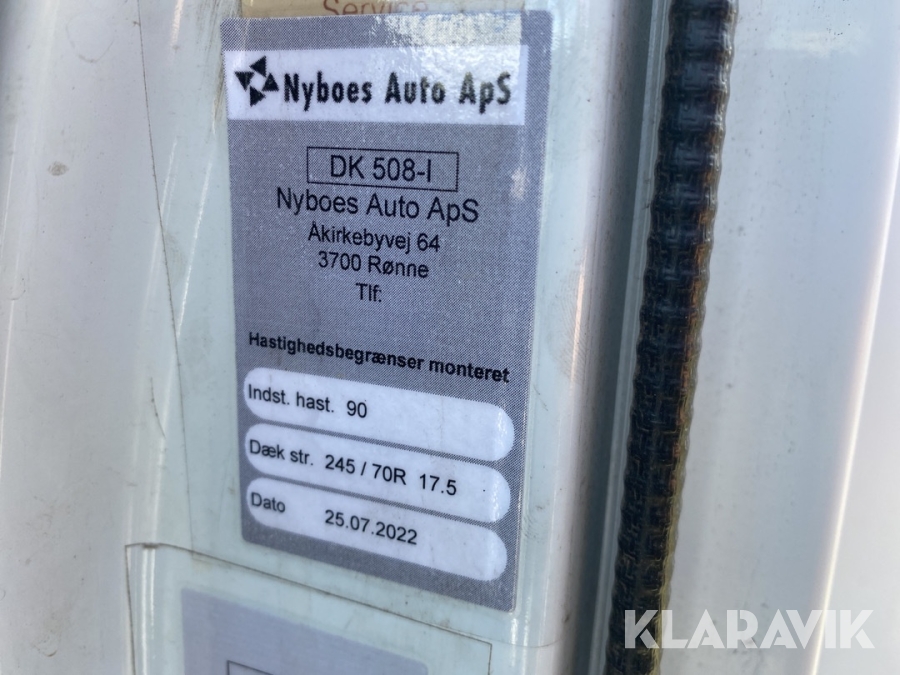 Service
Nyboes Auto ApS
DK 508-I
Nyboes Auto ApS
Åkirkebyvej 64
3700 Rønne
Tlf:
Hastighedsbegrænser monteret
Indst. hast. 90
Dæk str. 245 / 70R 17.5
Dato 25.07.2022
KLARAVIK